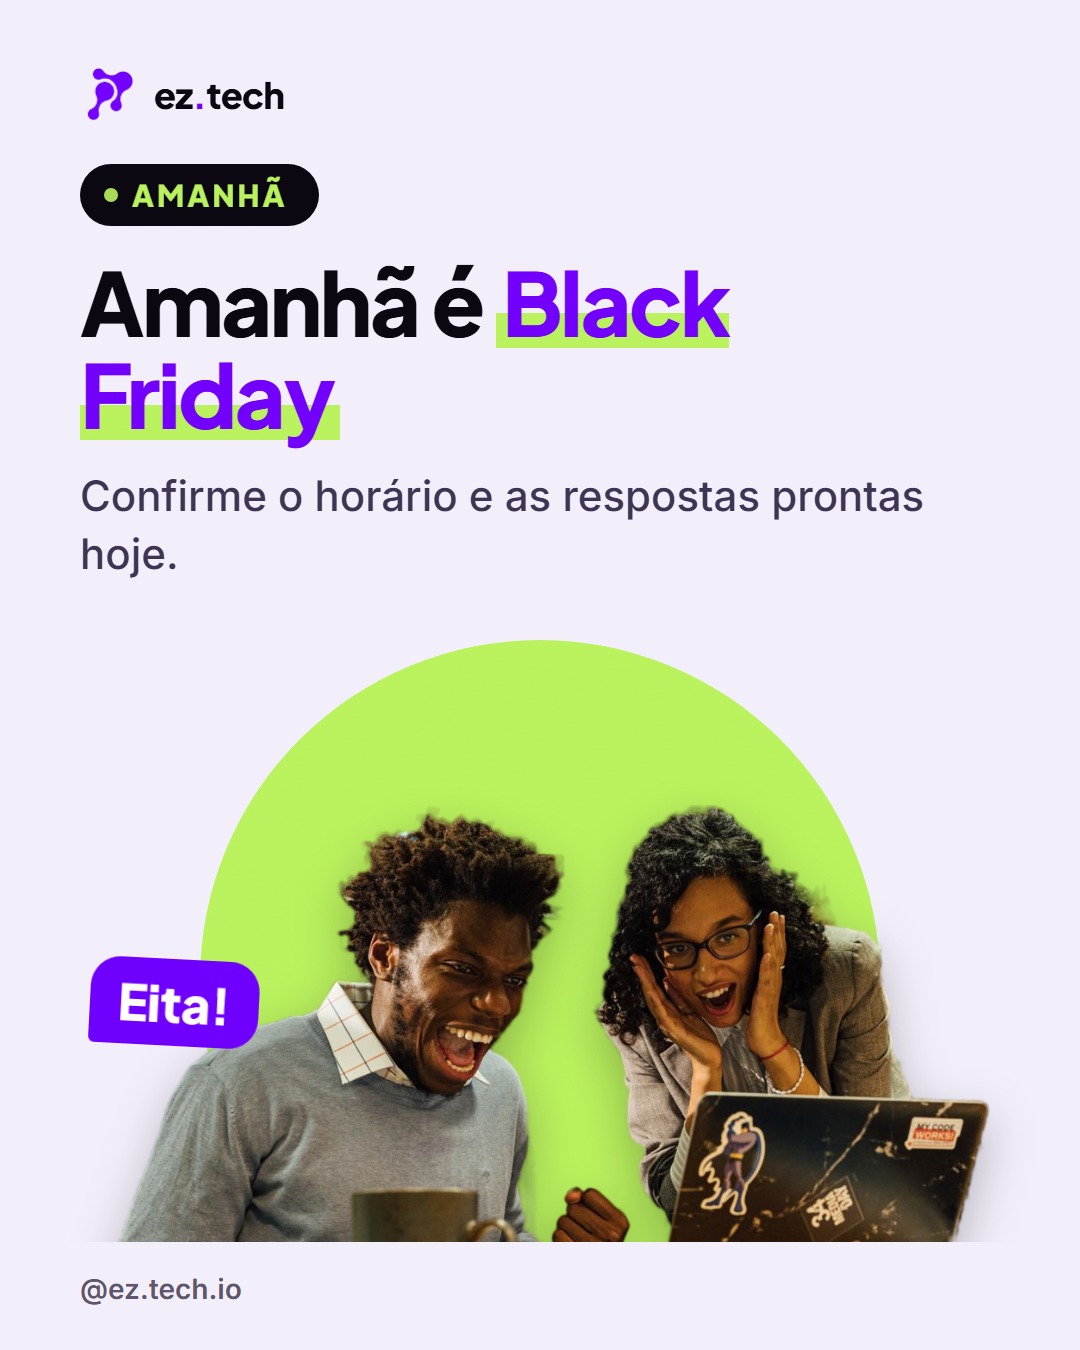 ez.tech
AMANHÃ
Amanhã é Black
Friday
Confirme o horário e as respostas prontas
hoje.
Eita!
MY CODE
WORKS!
@ez.tech.io